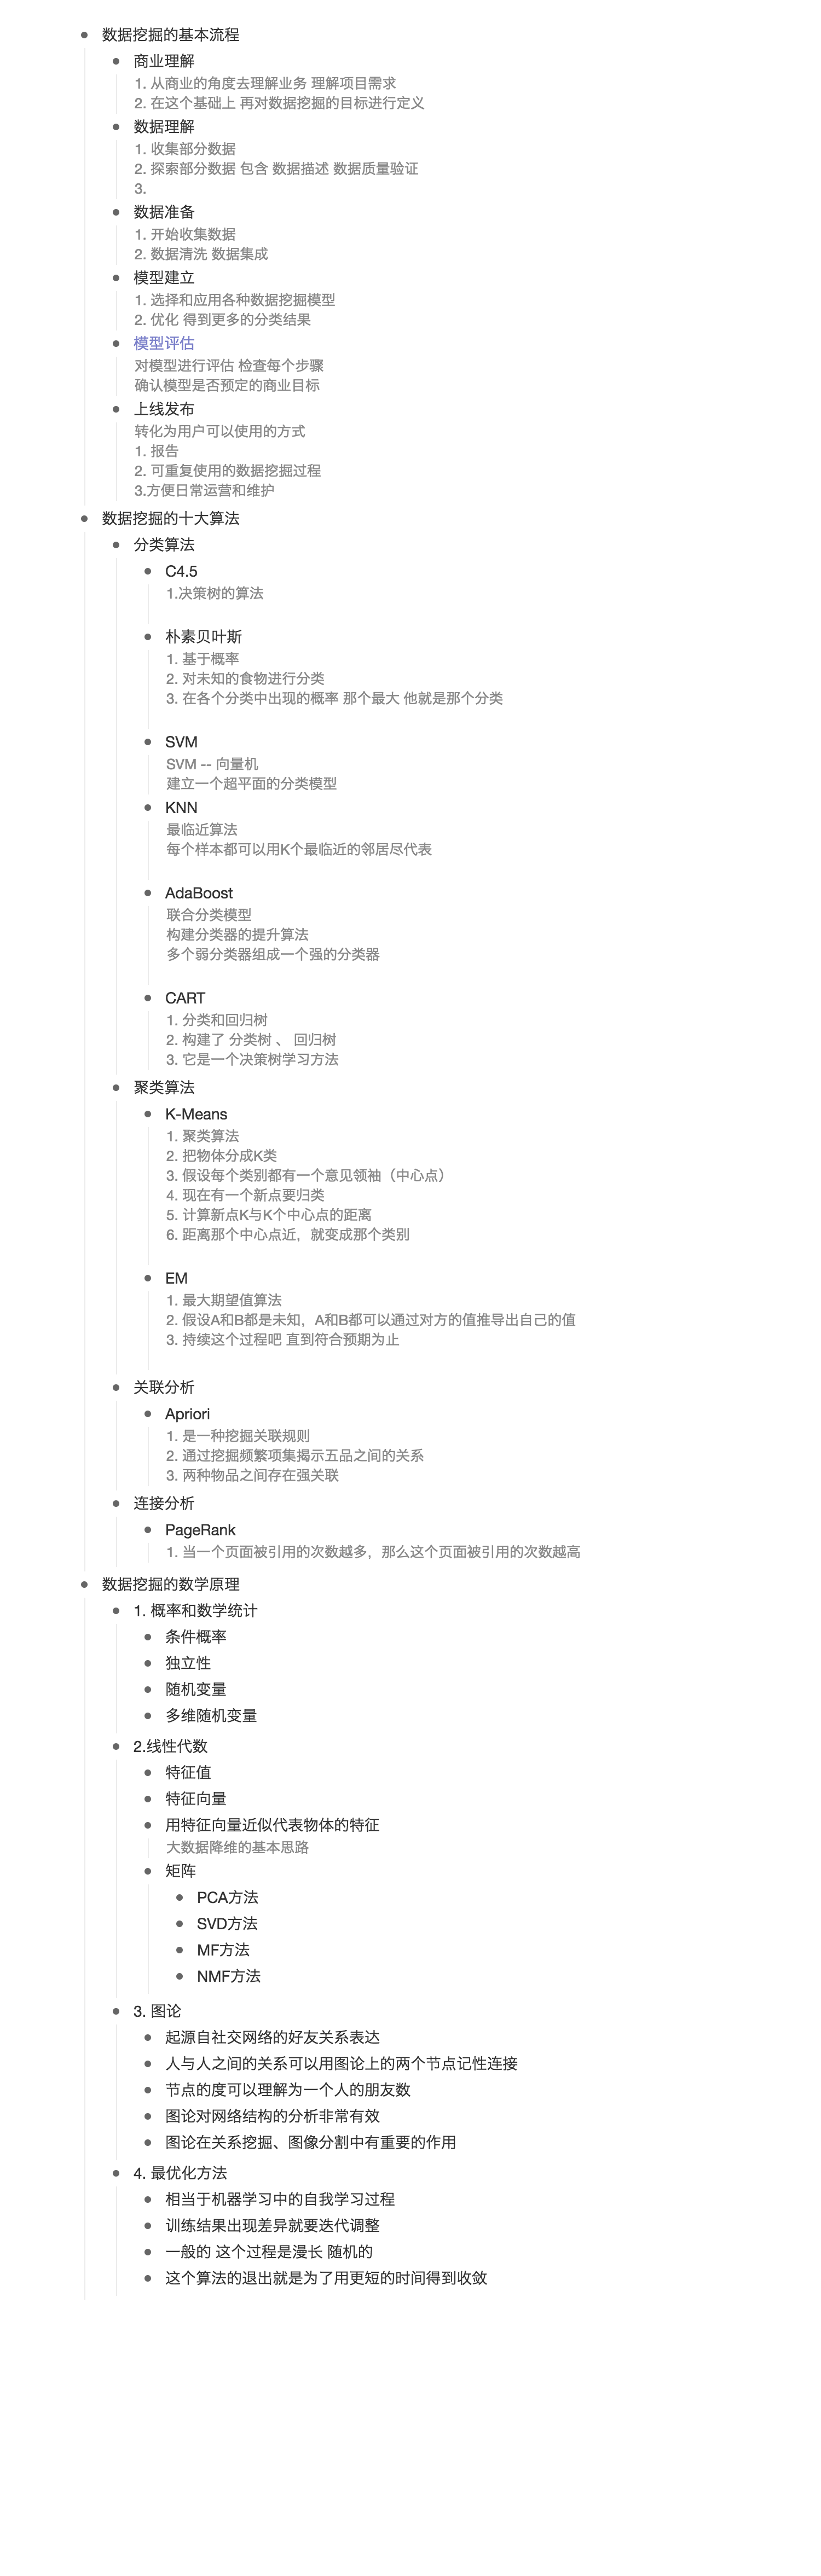 数据挖掘的基本流程
商业理解
1. 从商业的角度去理解业务 理解项目需求
2. 在这个基础上 再对数据挖掘的目标进行定义
数据理解
1. 收集部分数据
2. 探索部分数据 包含 数据描述 数据质量验证
3.
数据准备
1. 开始收集数据
2. 数据清洗 数据集成
模型建立
1. 选择和应用各种数据挖掘模型
2. 优化 得到更多的分类结果
模型评估
对模型进行评估 检查每个步骤
确认模型是否预定的商业目标
上线发布
转化为用户可以使用的方式
1. 报告
2. 可重复使用的数据挖掘过程
3.方便日常运营和维护
数据挖掘的十大算法
分类算法
C4.5
1.决策树的算法
朴素贝叶斯
1. 基于概率
2. 对未知的食物进行分类
3. 在各个分类中出现的概率 那个最大 他就是那个分类
SVM
SVM -- 向量机
建立一个超平面的分类模型
KNN
最临近算法
每个样本都可以用K个最临近的邻居尽代表
AdaBoost
联合分类模型
构建分类器的提升算法
多个弱分类器组成一个强的分类器
CART
1. 分类和回归树
2. 构建了 分类树 、 回归树
3. 它是一个决策树学习方法
聚类算法
K-Means
1. 聚类算法
2. 把物体分成K类
3. 假设每个类别都有一个意见领袖（中心点）
4. 现在有一个新点要归类
5. 计算新点K与K个中心点的距离
6. 距离那个中心点近，就变成那个类别
EM
1. 最大期望值算法
2. 假设A和B都是未知，A和B都可以通过对方的值推导出自己的值
3. 持续这个过程吧 直到符合预期为止
关联分析
Apriori
1. 是一种挖掘关联规则
2. 通过挖掘频繁项集揭示五品之间的关系
3. 两种物品之间存在强关联
连接分析
PageRank
1. 当一个页面被引用的次数越多，那么这个页面被引用的次数越高
数据挖掘的数学原理
1. 概率和数学统计
条件概率
独立性
随机变量
多维随机变量
2.线性代数
特征值
特征向量
用特征向量近似代表物体的特征
大数据降维的基本思路
矩阵
PCA方法
SVD方法
MF方法
NMF方法
3. 图论
起源自社交网络的好友关系表达
人与人之间的关系可以用图论上的两个节点记性连接
节点的度可以理解为一个人的朋友数
图论对网络结构的分析非常有效
图论在关系挖掘、图像分割中有重要的作用
4. 最优化方法
相当于机器学习中的自我学习过程
训练结果出现差异就要迭代调整
一般的 这个过程是漫长 随机的
这个算法的退出就是为了用更短的时间得到收敛